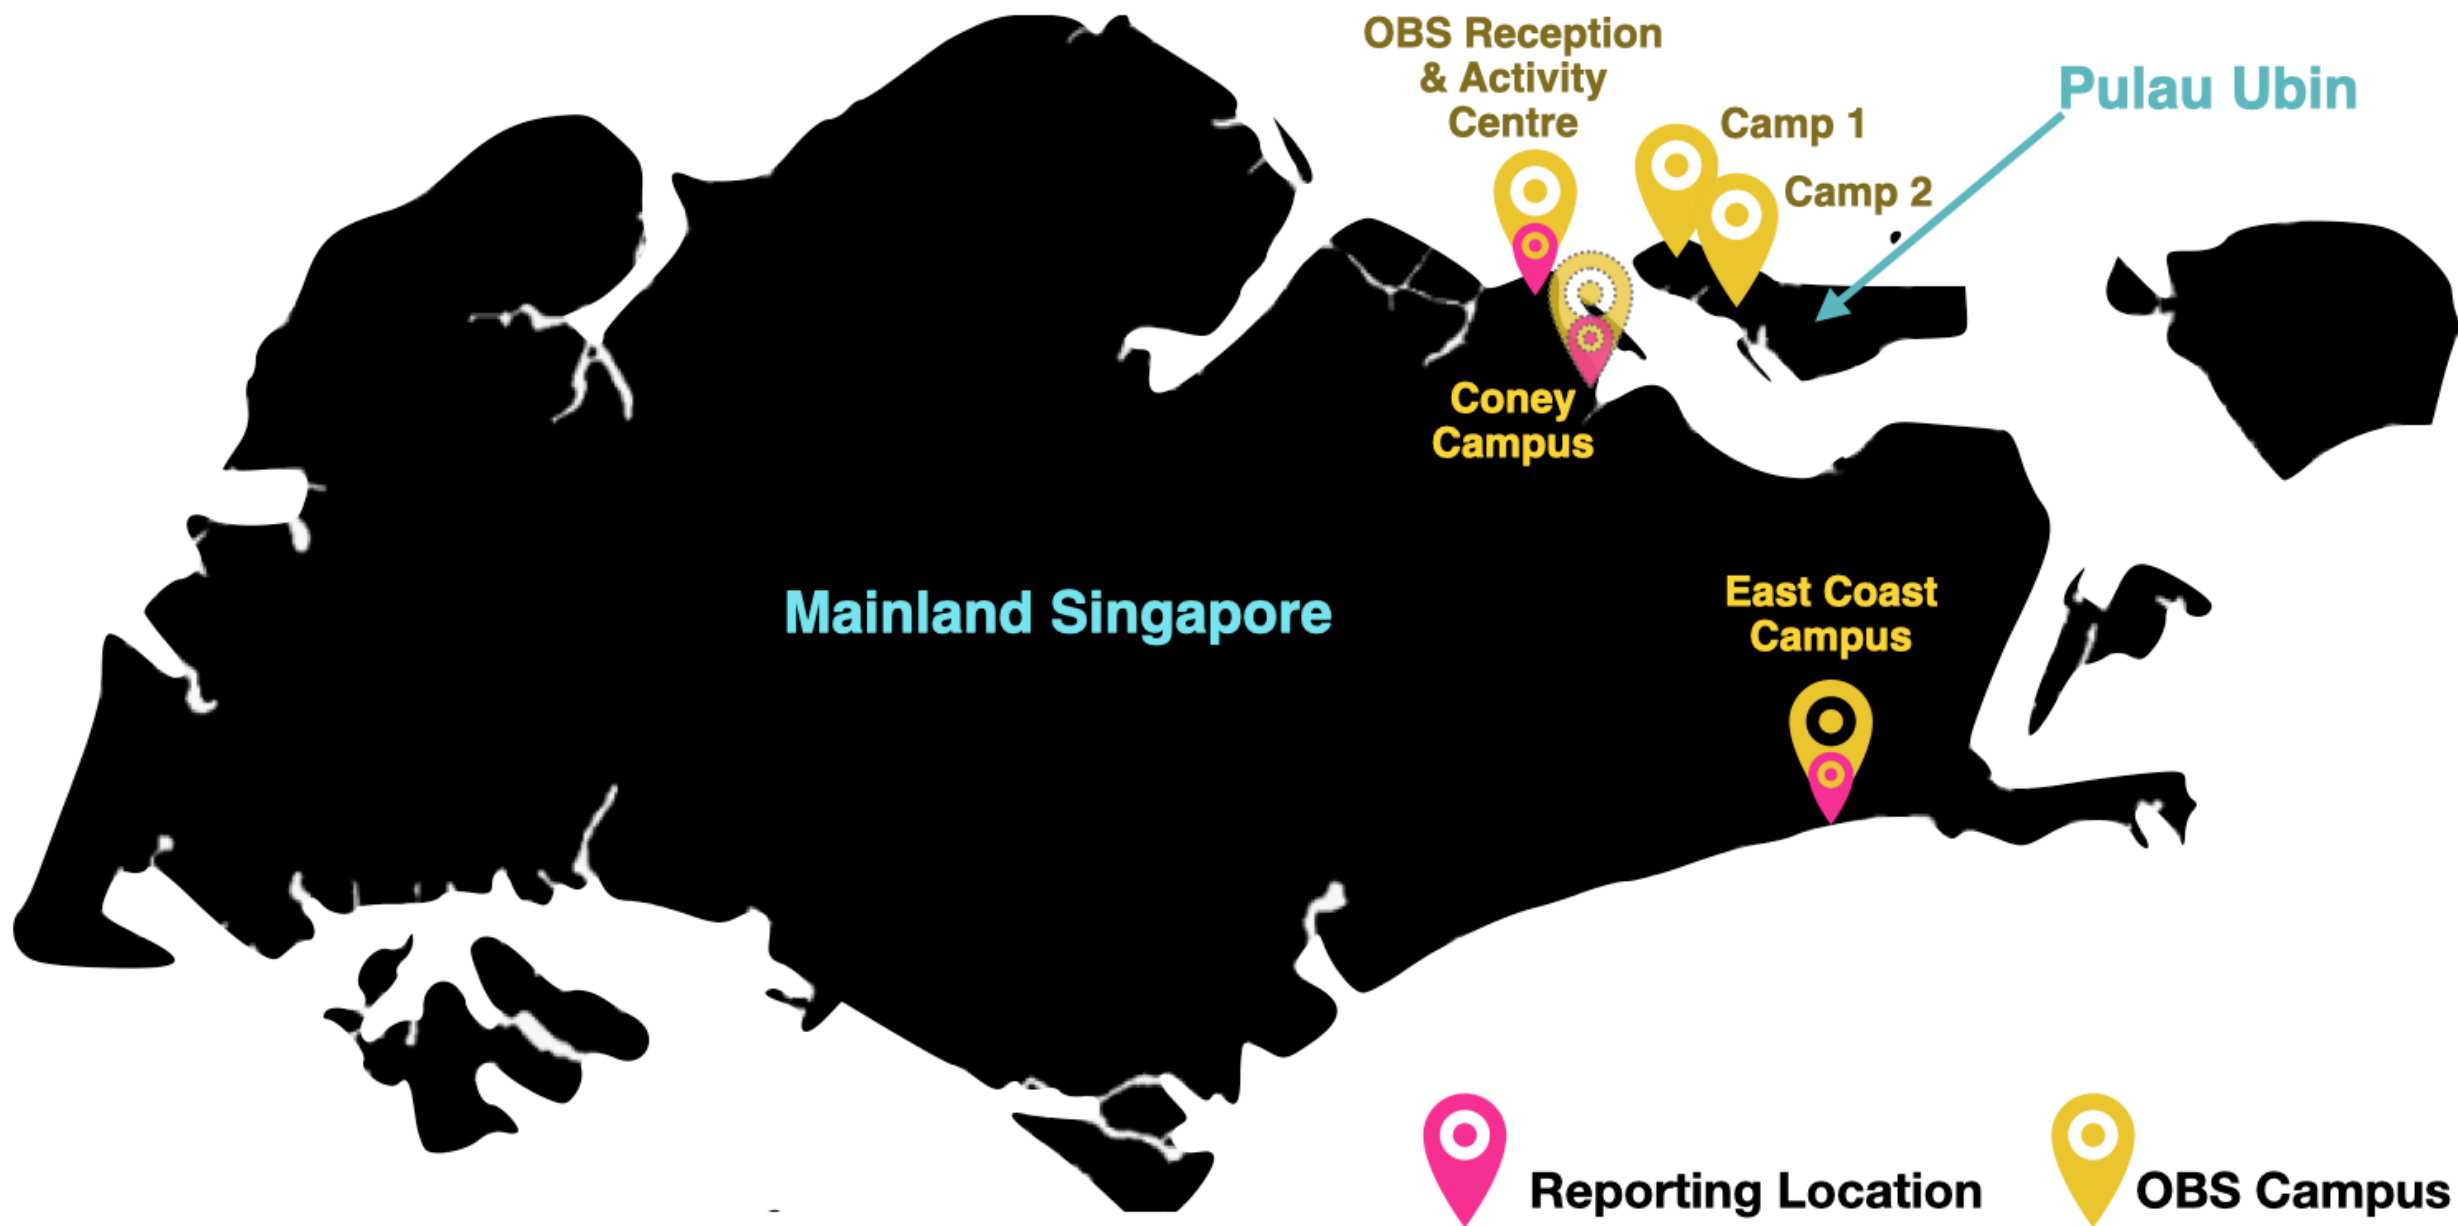 OBS Reception
& Activity
Centre
Camp 1
Camp 2
Pulau Ubin
Coney
Campus
Mainland Singapore
East Coast
Campus
Reporting Location
OBS Campus